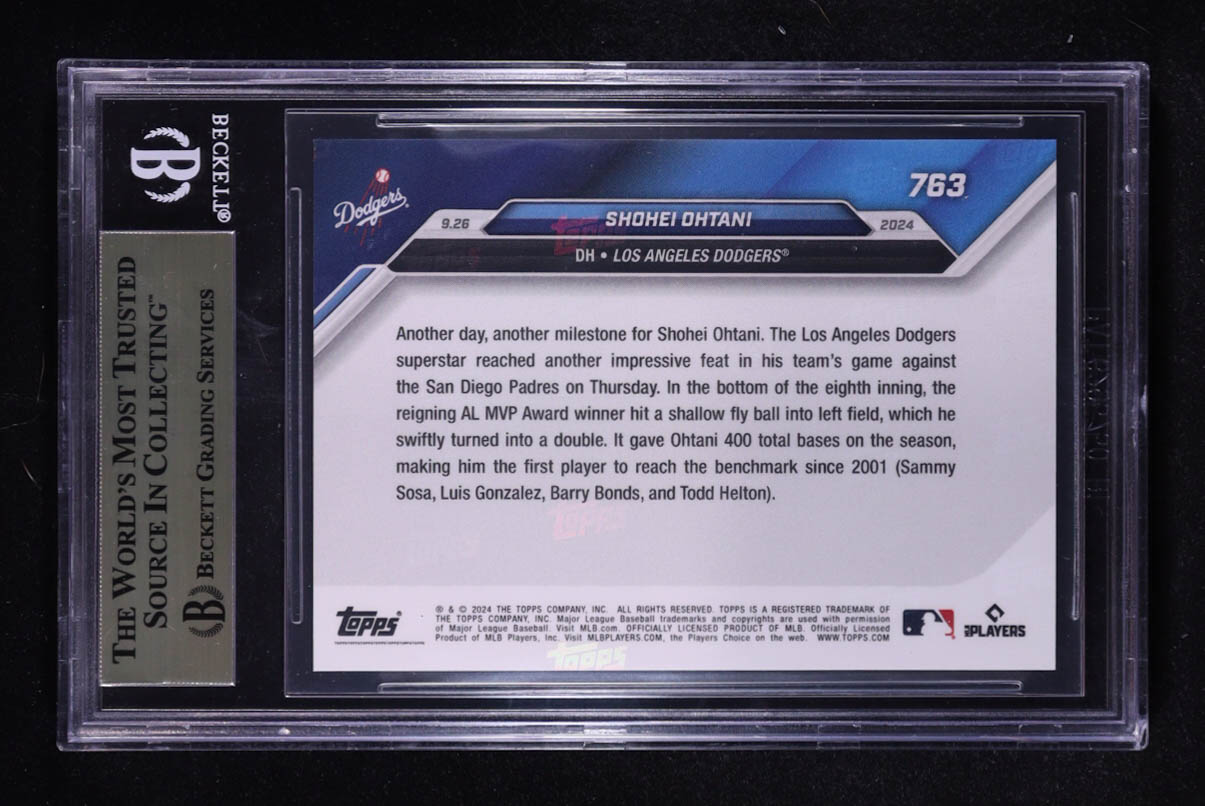 BECKETT®
THE WORLD'S MOST TRUSTED
SOURCE IN COLLECTING™
BECKETT GRADING SERVICES
Dodgers
763
9.26
SHOHEI OHTANI
2024
DH • LOS ANGELES DODGERS®
Another day, another milestone for Shohei Ohtani. The Los Angeles Dodgers
superstar reached another impressive feat in his team's game against
the San Diego Padres on Thursday. In the bottom of the eighth inning, the
reigning AL MVP Award winner hit a shallow fly ball into left field, which he
swiftly turned into a double. It gave Ohtani 400 total bases on the season,
making him the first player to reach the benchmark since 2001 (Sammy
Sosa, Luis Gonzalez, Barry Bonds, and Todd Helton).
TOPPS
TOPPS
TOPPS
Topps®
® & © 2024 THE TOPPS COMPANY, INC. ALL RIGHTS RESERVED. TOPPS IS A REGISTERED TRADEMARK OF
THE TOPPS COMPANY, INC. Major League Baseball trademarks and copyrights are used with permission
of Major League Baseball. Visit MLB.com. OFFICIALLY LICENSED PRODUCT OF MLB. Officially Licensed
Product of MLB Players, Inc. Visit MLBPLAYERS.COM, the Players Choice on the web. WWW.TOPPS.COM
MLB PLAYERS